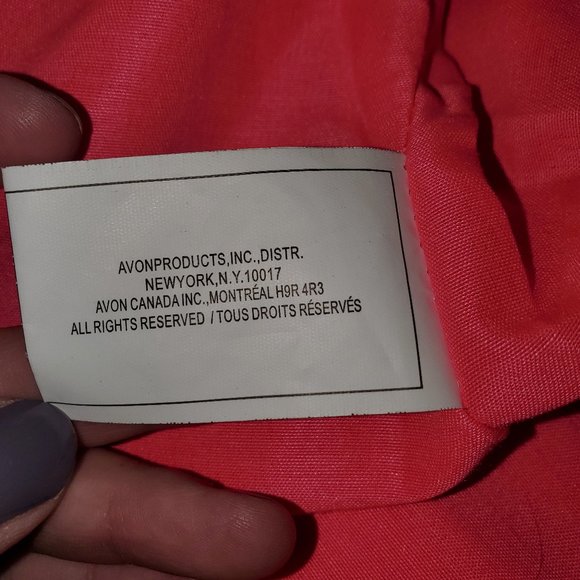 AVONPRODUCTS,INC.,DISTR.
NEWYORK,N.Y.10017
AVON CANADA INC.,MONTRÉAL H9R 4R3
ALL RIGHTS RESERVED / TOUS DROITS RÉSERVÉS